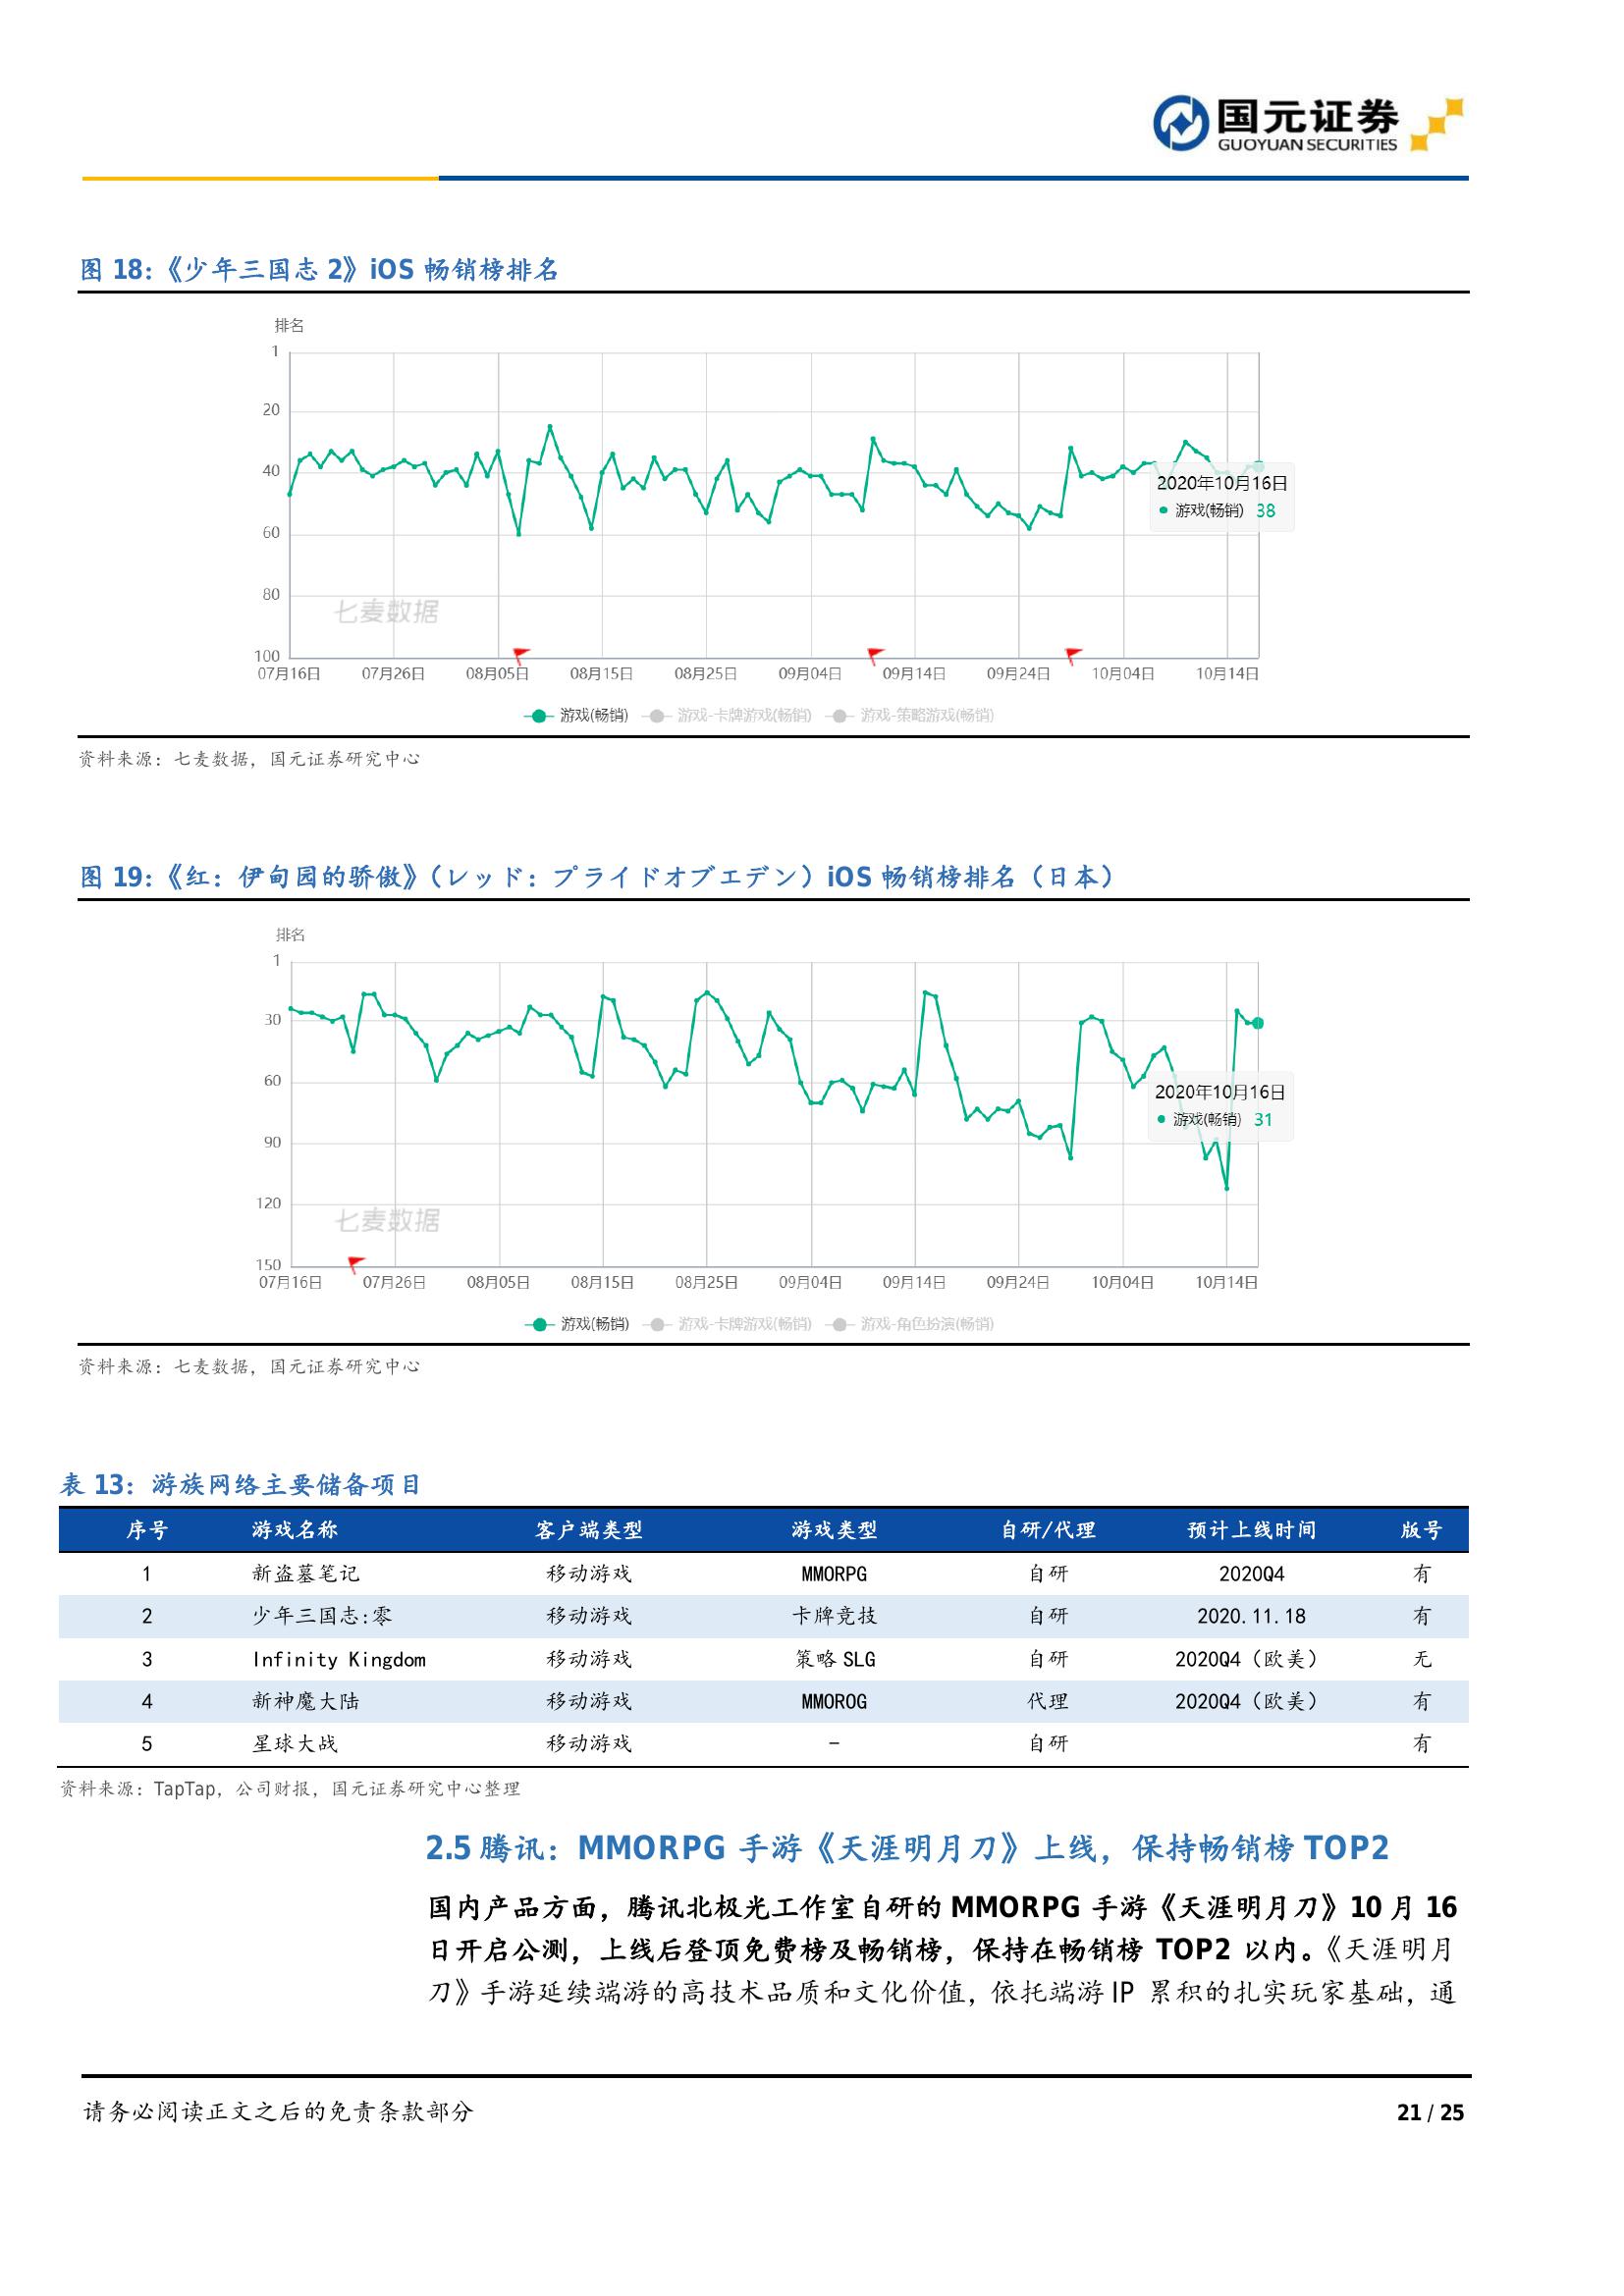 国元证券
GUOYUAN SECURITIES
图 18:《少年三国志 2》iOS 畅销榜排名
排名
1
20
40
60
80
100
2020年10月16日
游戏(畅销) 38
七麦数据
07月16日 07月26日 08月05日 08月15日 08月25日 09月04日 09月14日 09月24日 10月04日 10月14日
游戏(畅销) 游戏-卡牌游戏(畅销) 游戏-策略游戏(畅销)
资料来源：七麦数据，国元证券研究中心
图 19:《红：伊甸园的骄傲》（レッド：プライドオブエデン）iOS 畅销榜排名（日本）
排名
1
30
60
90
120
150
2020年10月16日
游戏(畅销) 31
七麦数据
07月16日 07月26日 08月05日 08月15日 08月25日 09月04日 09月14日 09月24日 10月04日 10月14日
游戏(畅销) 游戏-卡牌游戏(畅销) 游戏-角色扮演(畅销)
资料来源：七麦数据，国元证券研究中心
表 13：游族网络主要储备项目
序号 游戏名称 客户端类型 游戏类型 自研/代理 预计上线时间 版号
1 新盗墓笔记 移动游戏 MMORPG 自研 2020Q4 有
2 少年三国志:零 移动游戏 卡牌竞技 自研 2020.11.18 有
3 Infinity Kingdom 移动游戏 策略 SLG 自研 2020Q4（欧美） 无
4 新神魔大陆 移动游戏 MMOROG 代理 2020Q4（欧美） 有
5 星球大战 移动游戏 - 自研 有
资料来源：TapTap，公司财报，国元证券研究中心整理
2.5 腾讯：MMORPG 手游《天涯明月刀》上线，保持畅销榜 TOP2
国内产品方面，腾讯北极光工作室自研的 MMORPG 手游《天涯明月刀》10 月 16
日开启公测，上线后登顶免费榜及畅销榜，保持在畅销榜 TOP2 以内。《天涯明月
刀》手游延续端游的高技术品质和文化价值，依托端游 IP 累积的扎实玩家基础，通
请务必阅读正文之后的免责条款部分
21 / 25